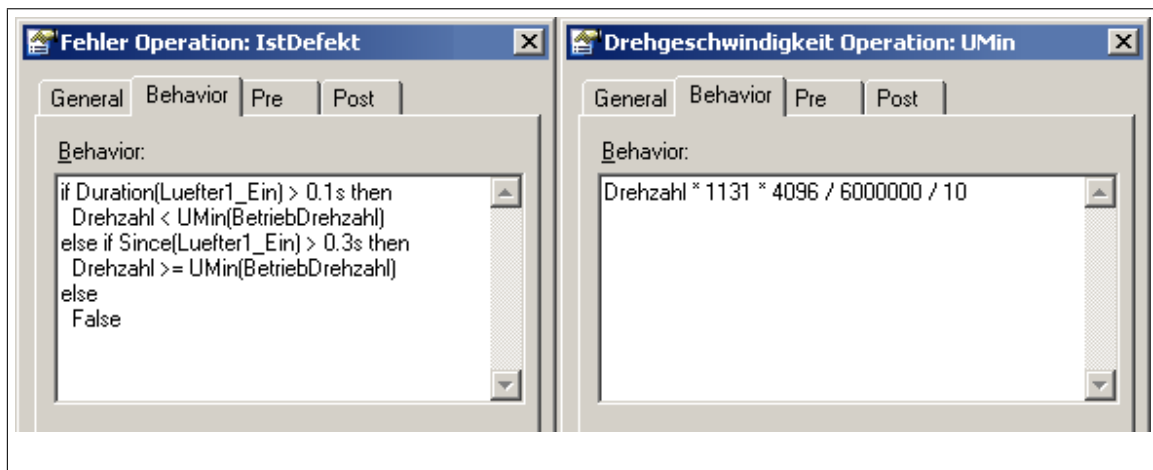 Fehler Operation: IstDefekt
General Behavior Pre Post
Behavior:
if Duration(Luefter1_Ein) > 0.1s then
Drehzahl < UMin(BetriebDrehzahl)
else if Since(Luefter1_Ein) > 0.3s then
Drehzahl >= UMin(BetriebDrehzahl)
else
False
Drehgeschwindigkeit Operation: UMin
General Behavior Pre Post
Behavior:
Drehzahl * 1131 * 4096 / 6000000 / 10